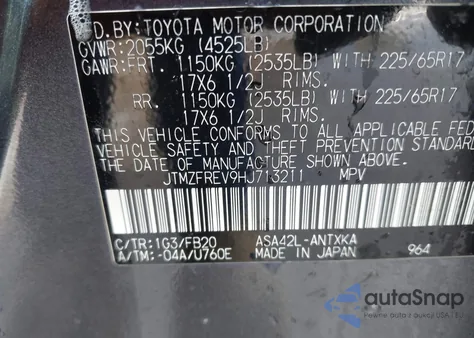 D.BY:TOYOTA MOTOR CORPORATION
GVWR:2055KG (4525LB)
GAWR:FRT. 1150KG (2535LB) WITH 225/65R17
17X6 1/2J RIMS.
RR. 1150KG (2535LB) WITH 225/65R17
17X6 1/2J RIMS.
THIS VEHICLE CONFORMS TO ALL APPLICABLE FED
VEHICLE SAFETY AND THEFT PREVENTION STANDARD
THE DATE OF MANUFACTURE SHOWN ABOVE.
JTMZFREV9HJ713211 MPV
C/TR:1G3/FB20 ASA42L-ANTXKA
A/TM:-04A/U760E MADE IN JAPAN 964
autoSnap